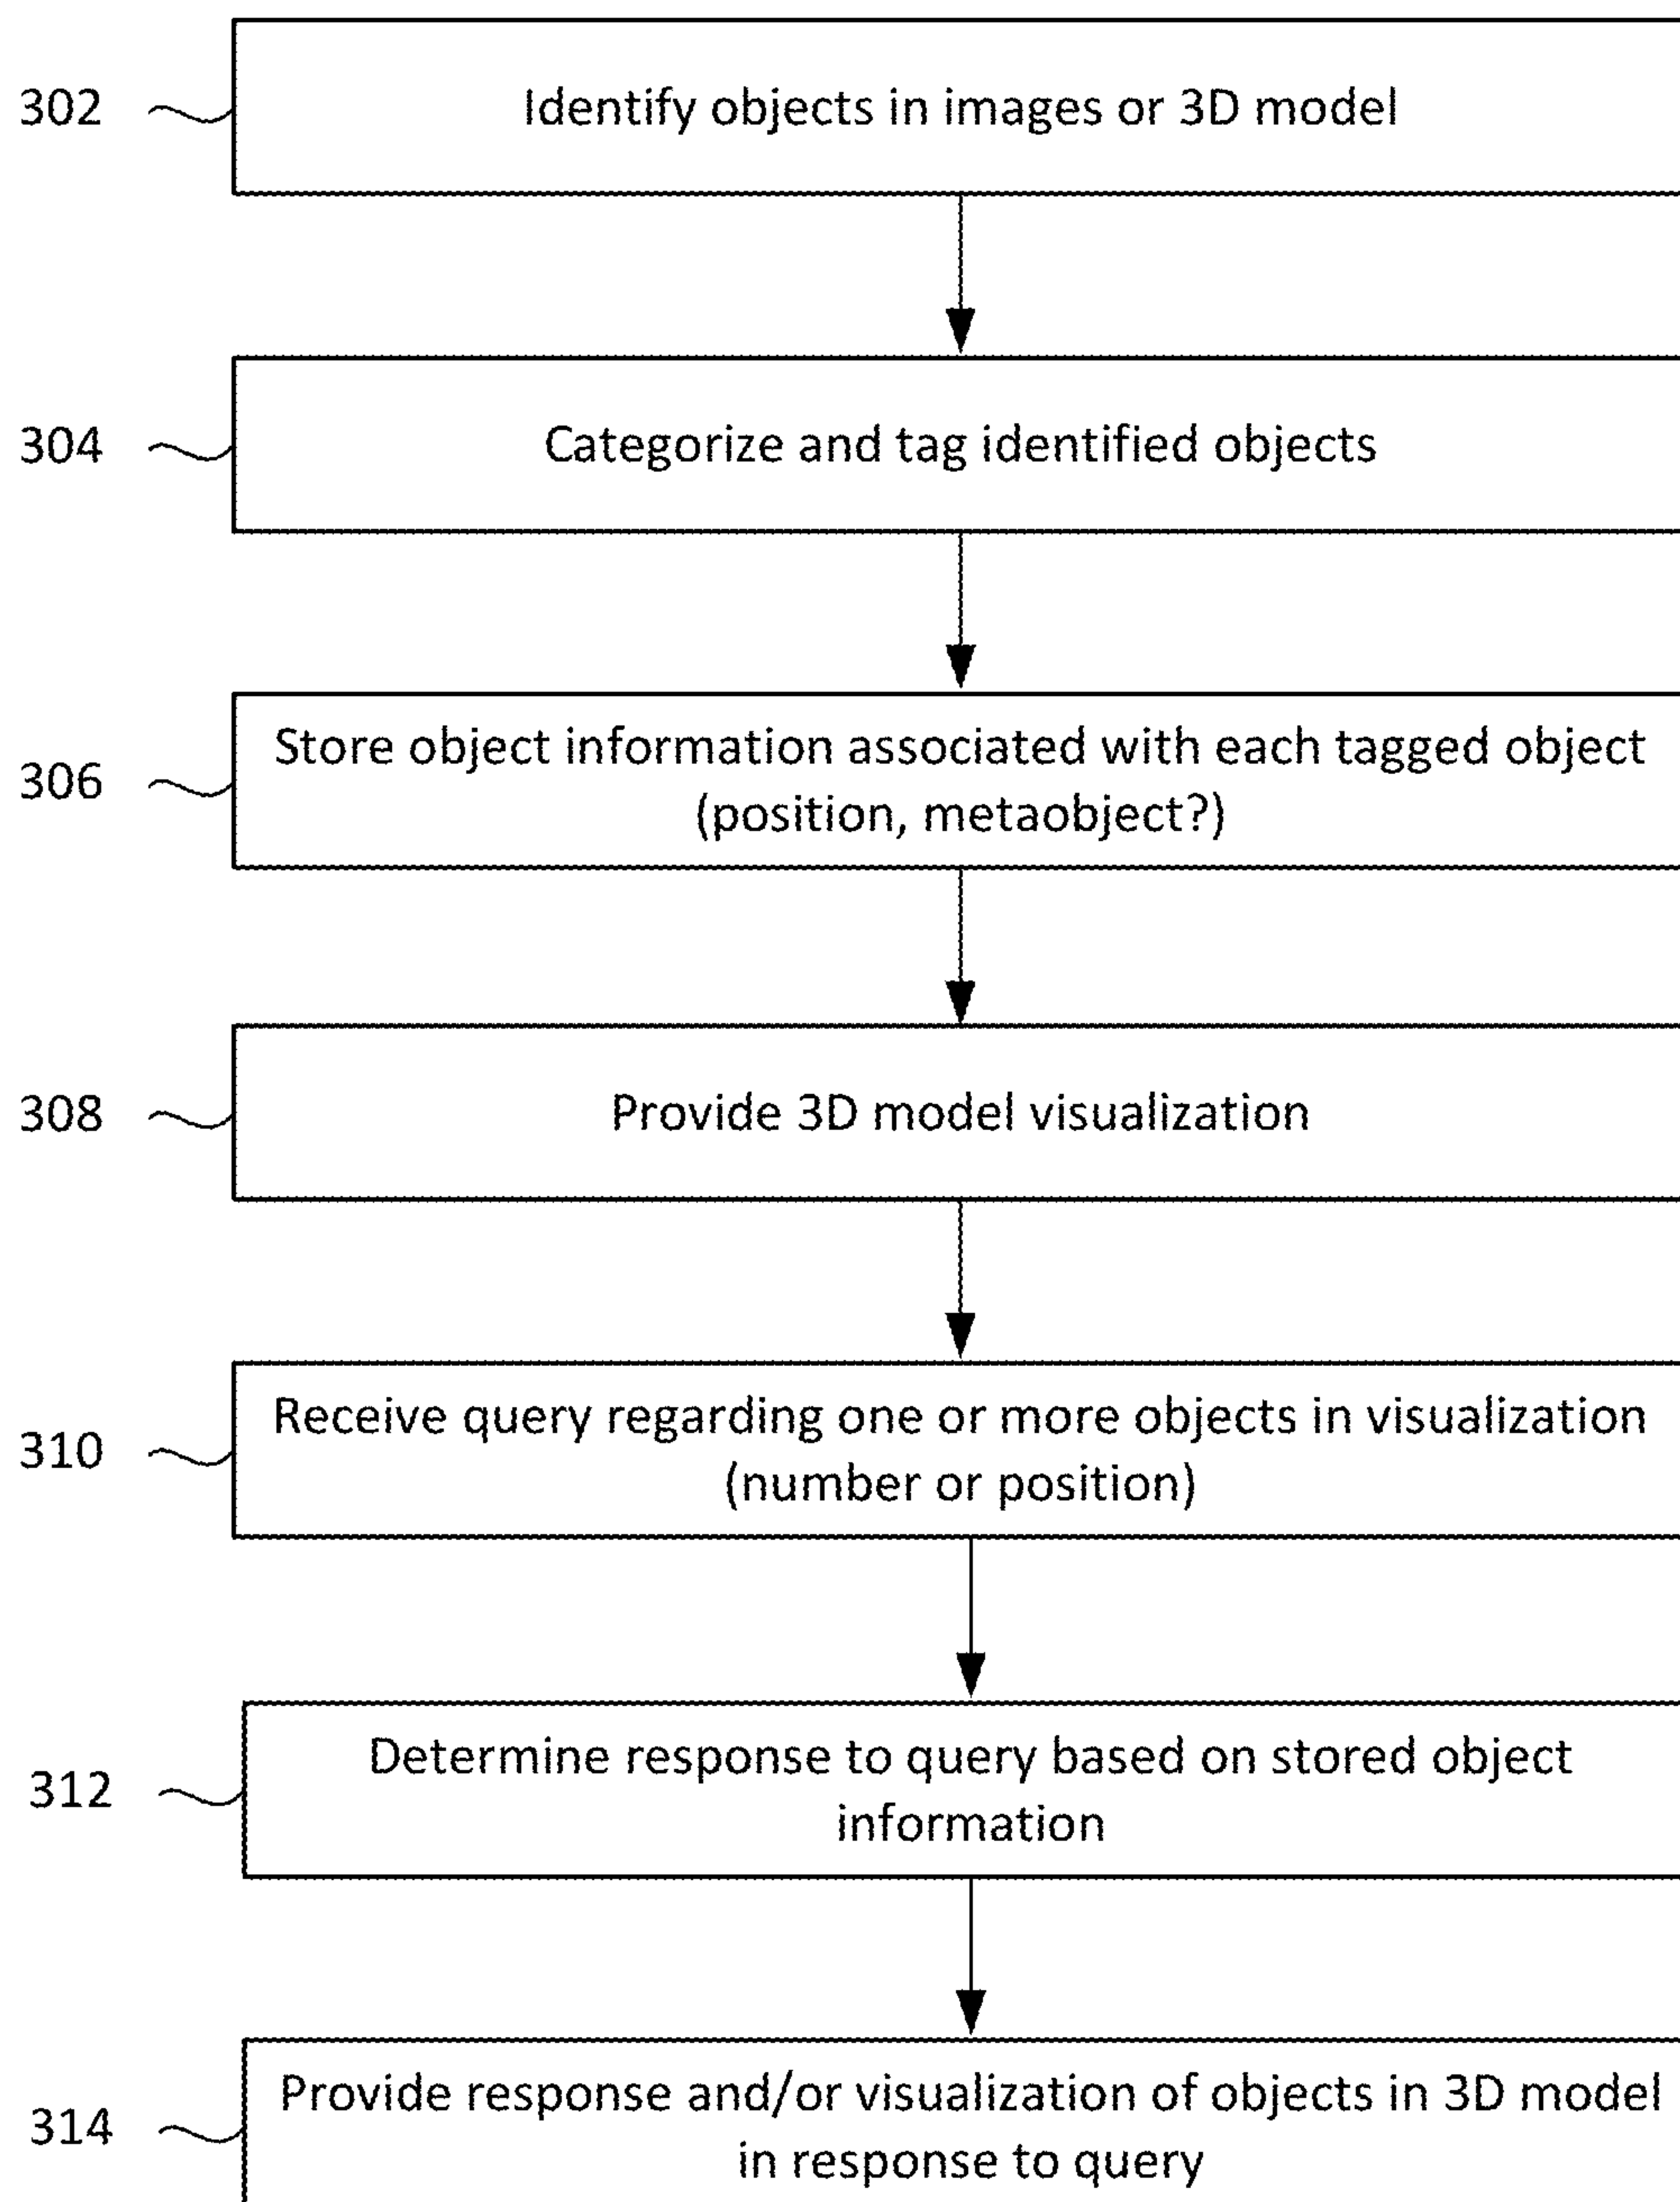 302
Identify objects in images or 3D model
304
Categorize and tag identified objects
306
Store object information associated with each tagged object
(position, metaobject?)
308
Provide 3D model visualization
310
Receive query regarding one or more objects in visualization
(number or position)
312
Determine response to query based on stored object
information
314
Provide response and/or visualization of objects in 3D model
in response to query